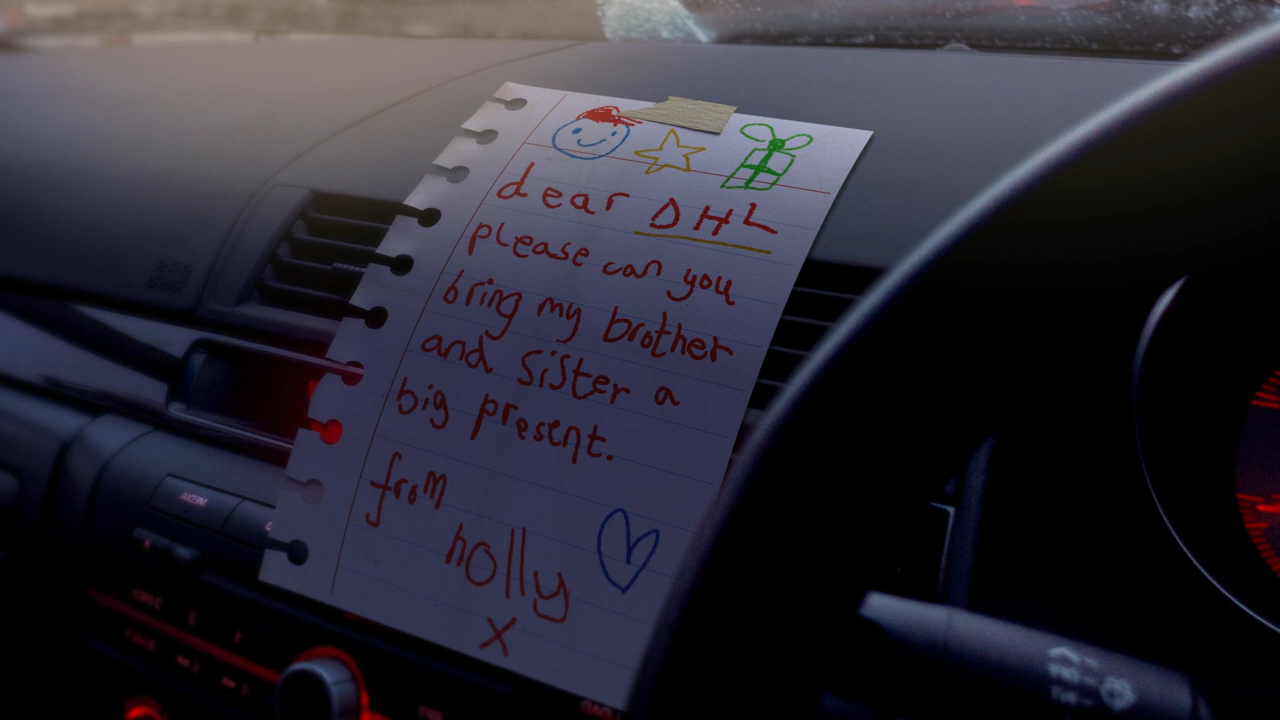 dear DHL
please can you
bring my brother
and sister a
big present.
from
holly
x